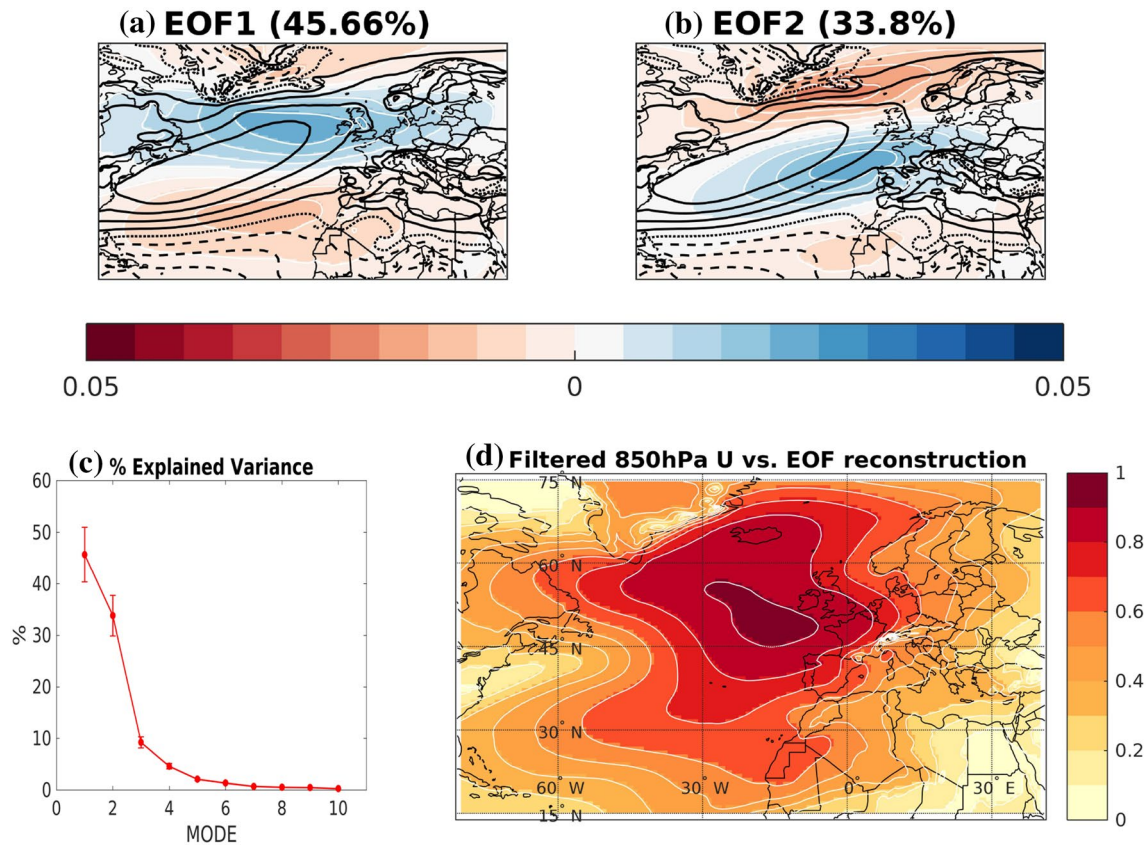 (a) EOF1 (45.66%)
(b) EOF2 (33.8%)
0.05 0 0.05
(c) % Explained Variance
60
50
40
30
20
10
0
%
0 2 4 6 8 10
MODE
(d) Filtered 850hPa U vs. EOF reconstruction
75° N
60° N
45° N
30° N
15° N
60° W 30° W 0° 30° E
1
0.8
0.6
0.4
0.2
0